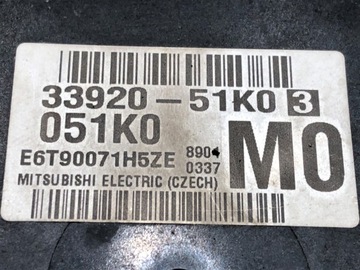 33920-51K0 3
051K0
E6T90071H5ZE
8904
0337
M0
MITSUBISHI ELECTRIC (CZECH)